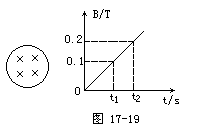 B/T
0.2
0.1
0
t₁
t₂
t/s
× ×
× ×
图 17-19